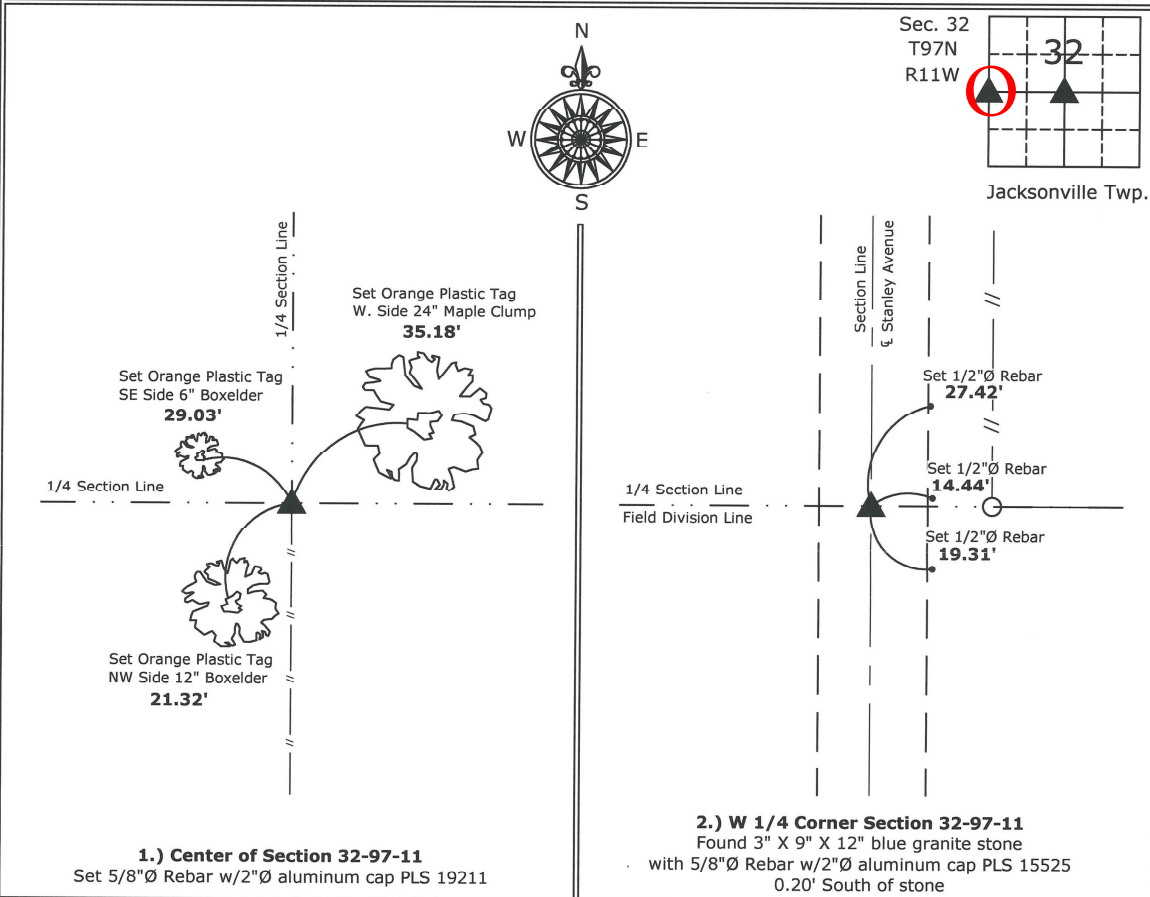 N
W
E
S
Sec. 32
T97N
R11W
32
Jacksonville Twp.
1/4 Section Line
Set Orange Plastic Tag
W. Side 24" Maple Clump
35.18'
Set Orange Plastic Tag
SE Side 6" Boxelder
29.03'
1/4 Section Line
Set Orange Plastic Tag
NW Side 12" Boxelder
21.32'
1.) Center of Section 32-97-11
Set 5/8"Ø Rebar w/2"Ø aluminum cap PLS 19211
Section Line
℄ Stanley Avenue
Set 1/2"Ø Rebar
27.42'
Set 1/2"Ø Rebar
14.44'
1/4 Section Line
Field Division Line
Set 1/2"Ø Rebar
19.31'
2.) W 1/4 Corner Section 32-97-11
Found 3" X 9" X 12" blue granite stone
with 5/8"Ø Rebar w/2"Ø aluminum cap PLS 15525
0.20' South of stone